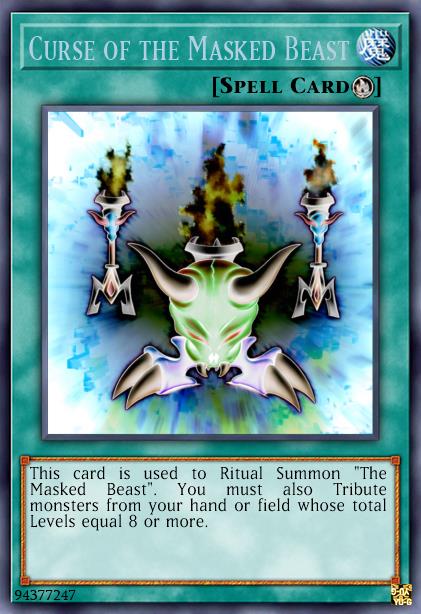 CURSE OF THE MASKED BEAST
魔
[SPELL CARD]
This card is used to Ritual Summon "The
Masked Beast". You must also Tribute
monsters from your hand or field whose total
Levels equal 8 or more.
94377247